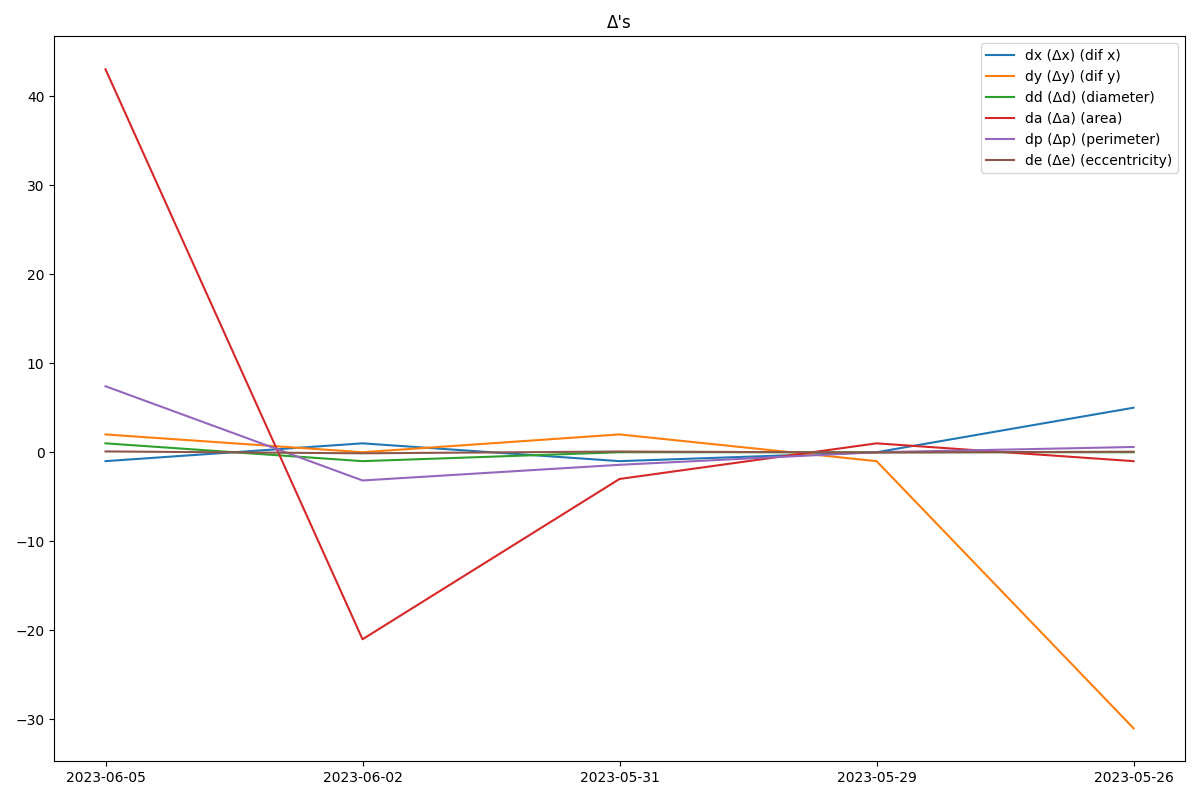 Δ's
dx (Δx) (dif x)
dy (Δy) (dif y)
dd (Δd) (diameter)
da (Δa) (area)
dp (Δp) (perimeter)
de (Δe) (eccentricity)
40
30
20
10
0
−10
−20
−30
2023-06-05 2023-06-02 2023-05-31 2023-05-29 2023-05-26